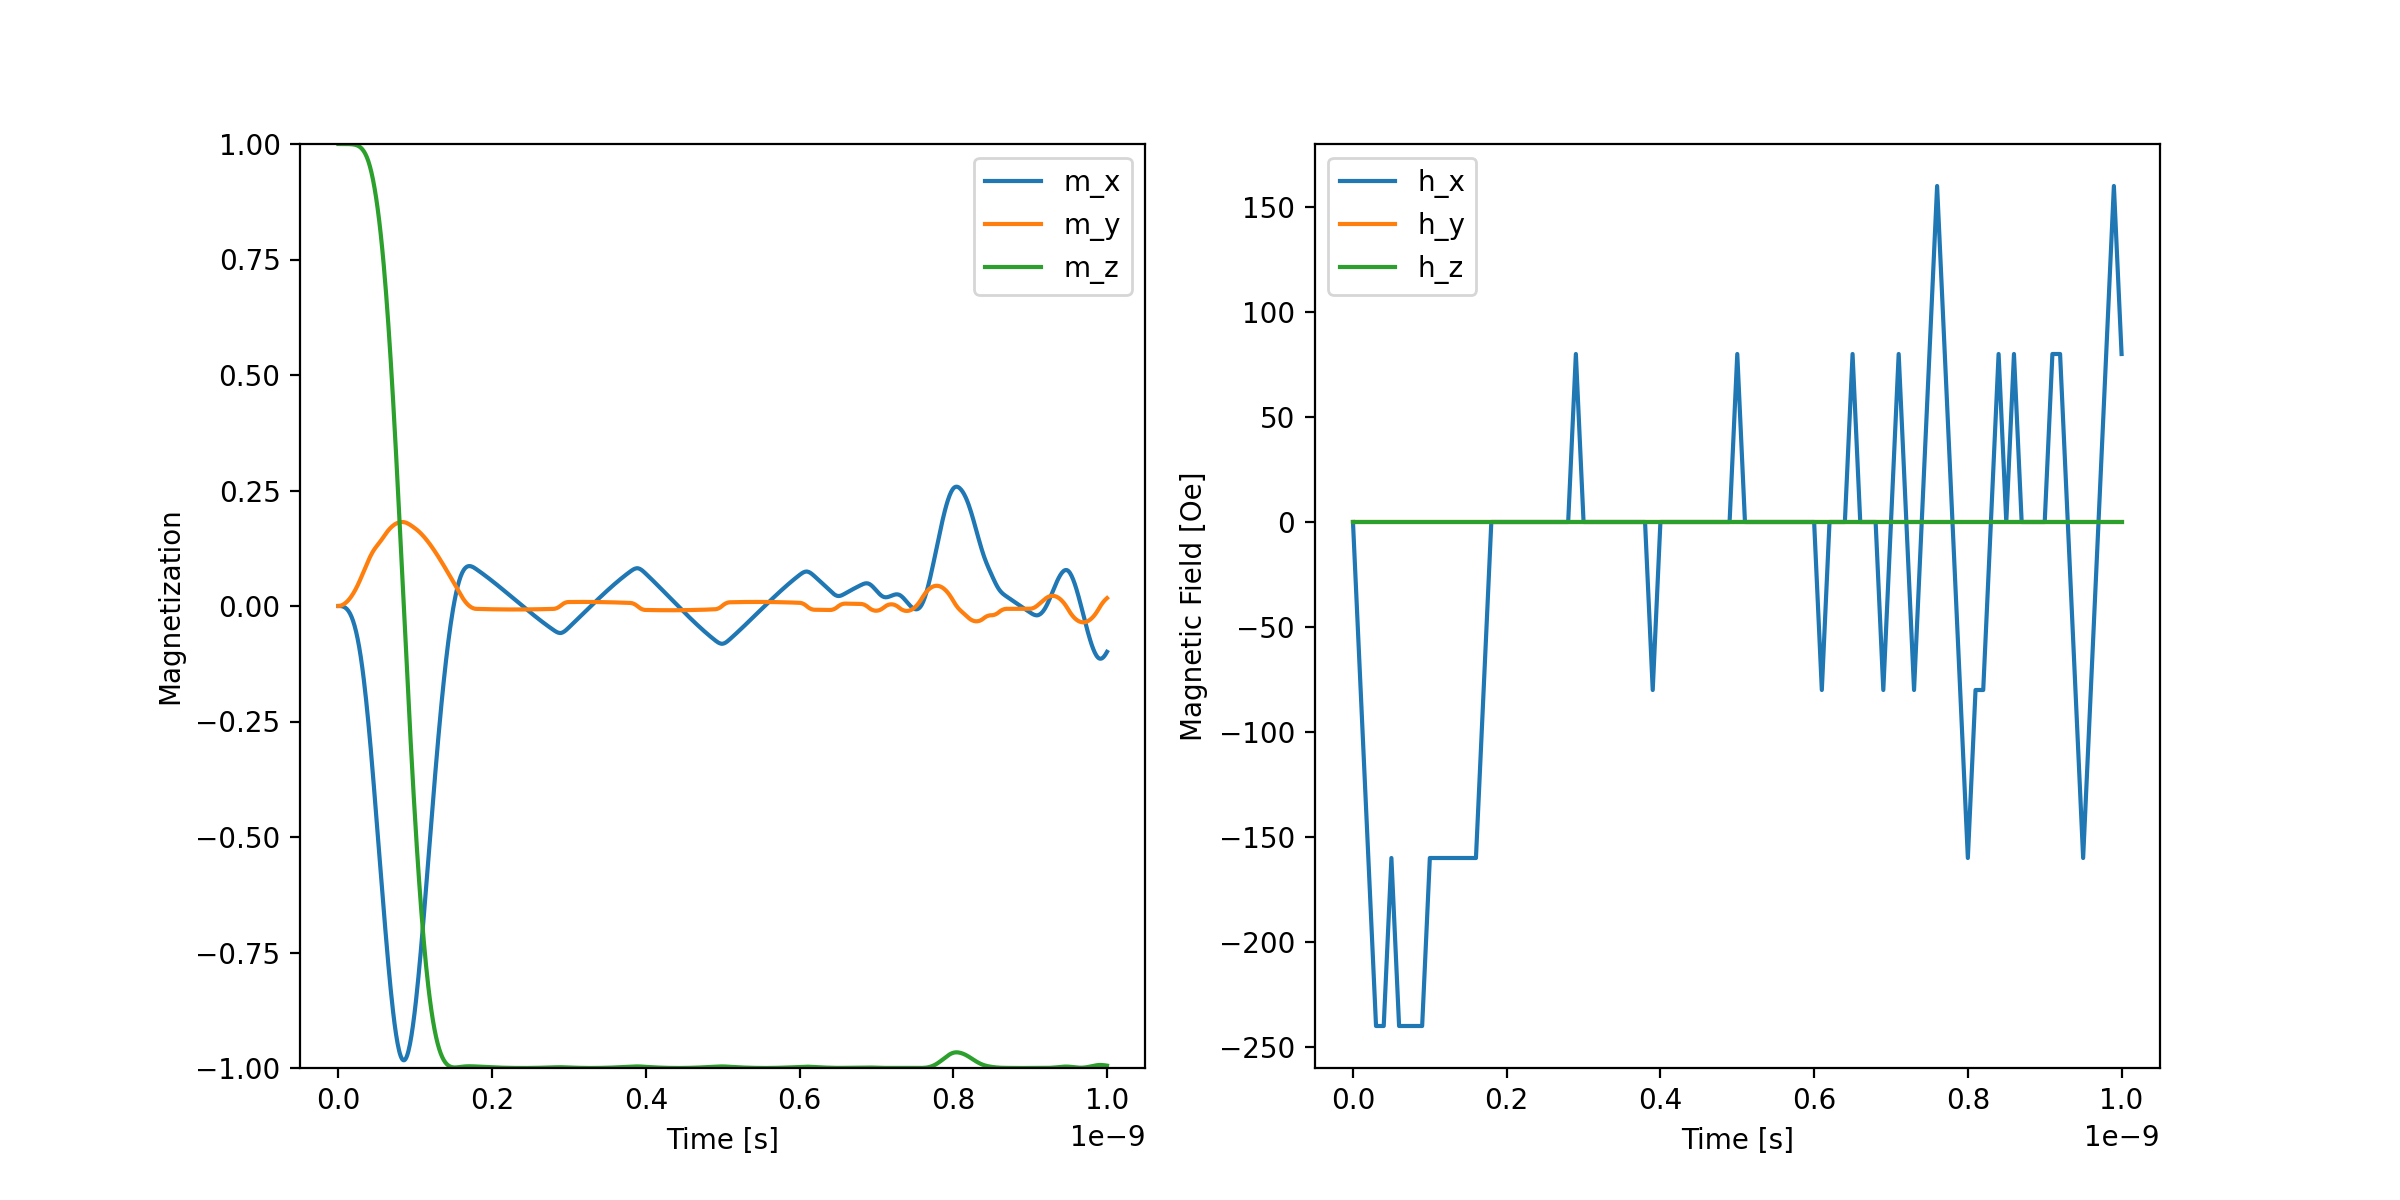 1.00
0.75
0.50
0.25
0.00
−0.25
−0.50
−0.75
−1.00
Magnetization
m_x
m_y
m_z
0.0 0.2 0.4 0.6 0.8 1.0
1e−9
Time [s]
150
100
50
0
−50
−100
−150
−200
−250
Magnetic Field [Oe]
h_x
h_y
h_z
0.0 0.2 0.4 0.6 0.8 1.0
1e−9
Time [s]